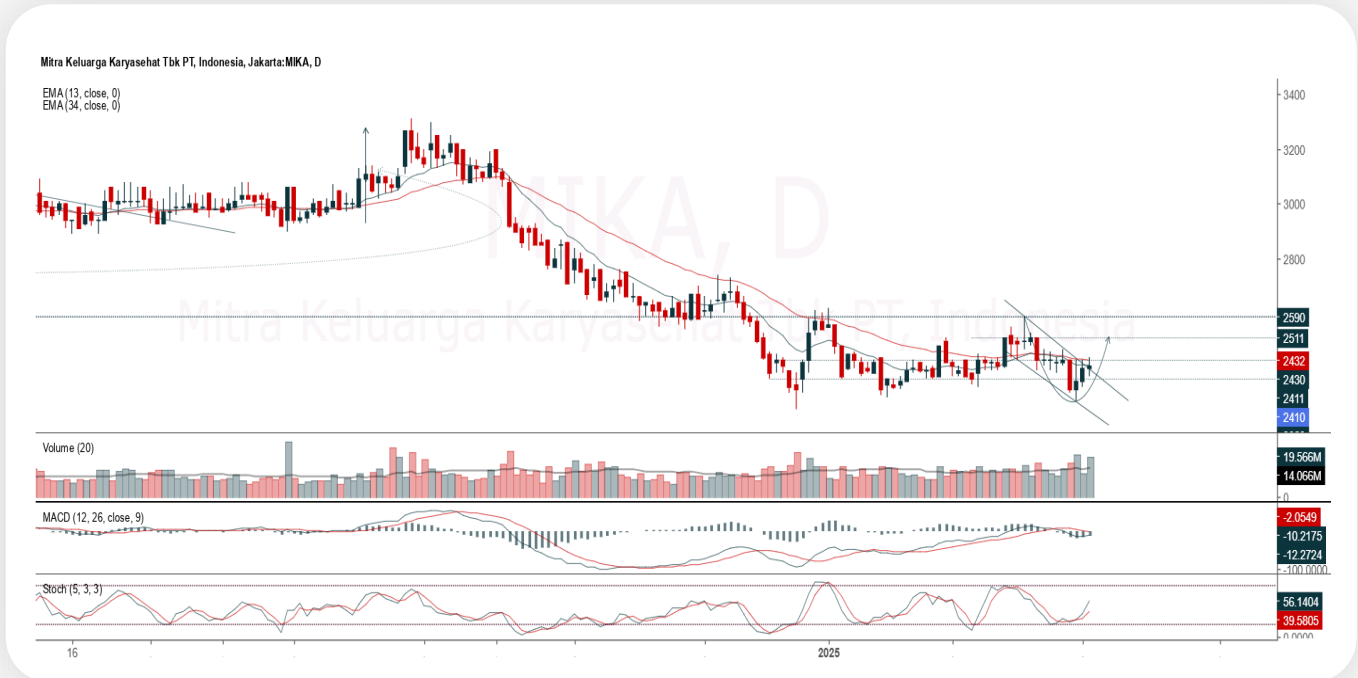 Mitra Keluarga Karyasehat Tbk PT, Indonesia, Jakarta:MIKA, D
EMA (13, close, 0)
EMA (34, close, 0)
MIKA, D
Mitra Keluarga Karyasehat Tbk PT, Indonesia
3400
3200
3000
2800
2590
2511
2432
2430
2411
2410
Volume (20)
19.566M
14.066M
0
MACD (12, 26, close, 9)
-2.0549
-10.2175
-12.2724
-100.0000
Stoch (5, 3, 3)
56.1404
39.5805
0.0000
16
2025